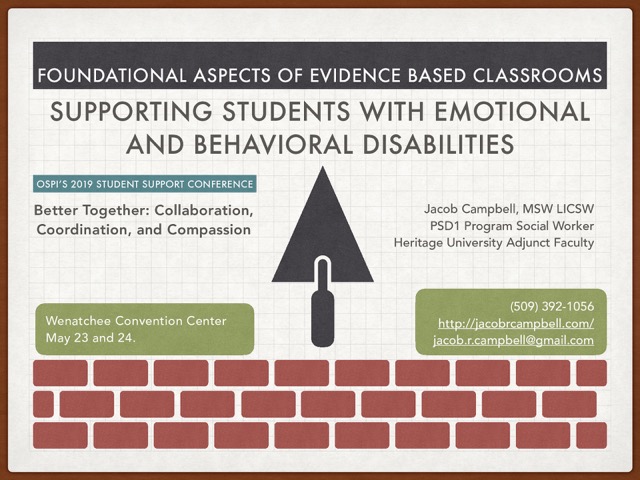 FOUNDATIONAL ASPECTS OF EVIDENCE BASED CLASSROOMS
SUPPORTING STUDENTS WITH EMOTIONAL
AND BEHAVIORAL DISABILITIES
OSPI'S 2019 STUDENT SUPPORT CONFERENCE
Better Together: Collaboration,
Coordination, and Compassion
Jacob Campbell, MSW LICSW
PSD1 Program Social Worker
Heritage University Adjunct Faculty
Wenatchee Convention Center
May 23 and 24.
(509) 392-1056
http://jacobrcampbell.com/
jacob.r.campbell@gmail.com